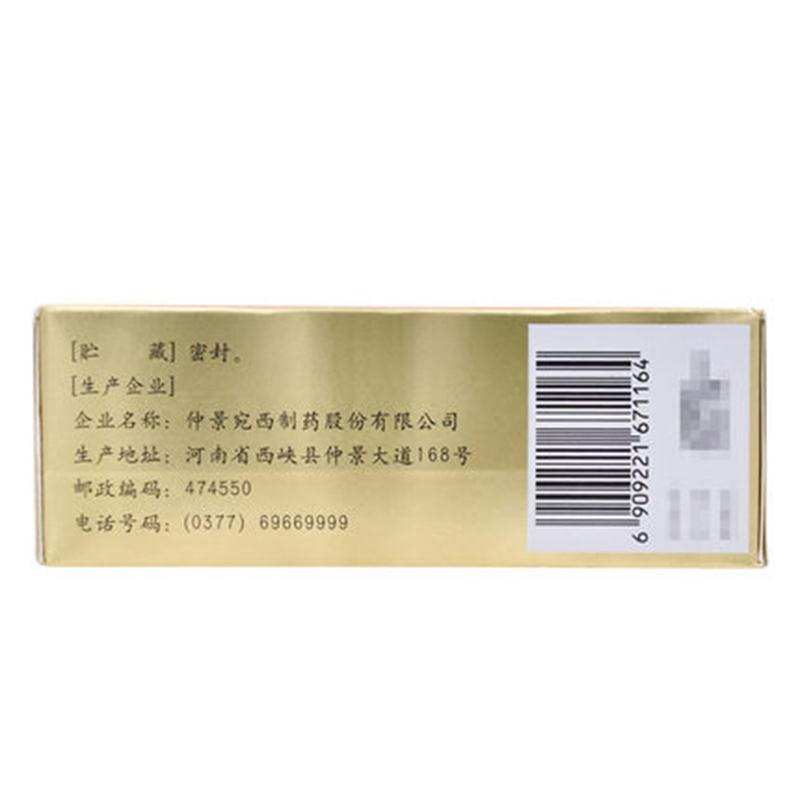 [贮 藏] 密封。
[生产企业]
企业名称: 仲景宛西制药股份有限公司
生产地址: 河南省西峡县仲景大道168号
邮政编码: 474550
电话号码: (0377) 69669999
6 909221 671164